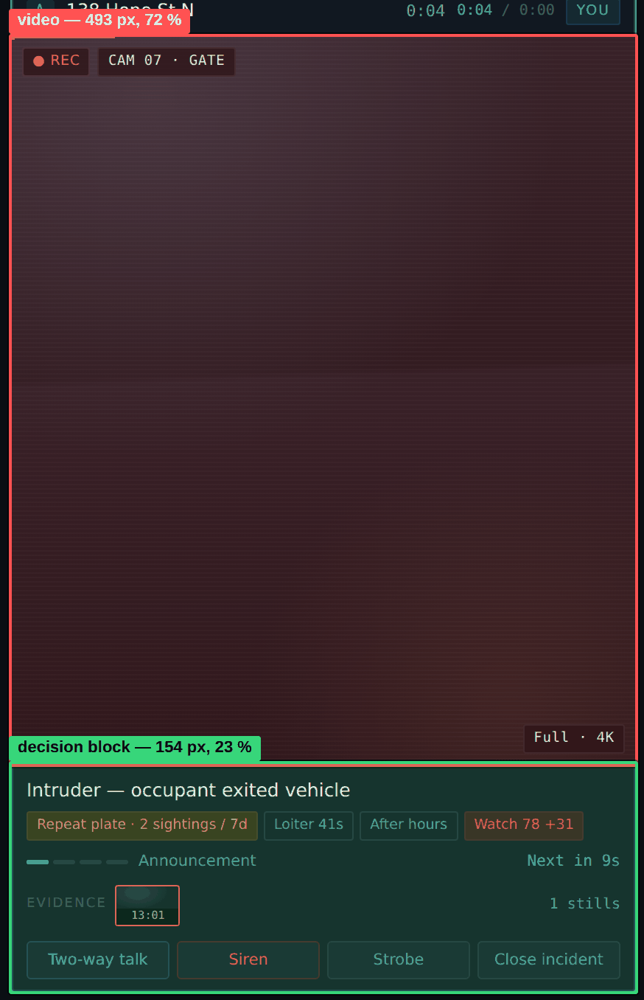 138 Hope St N 0:04 0:04 / 0:00 YOU
video — 493 px, 72 %
REC CAM 07 · GATE
Full · 4K
decision block — 154 px, 23 %
Intruder — occupant exited vehicle
Repeat plate · 2 sightings / 7d Loiter 41s After hours Watch 78 +31
Announcement Next in 9s
EVIDENCE 13:01 1 stills
Two-way talk Siren Strobe Close incident